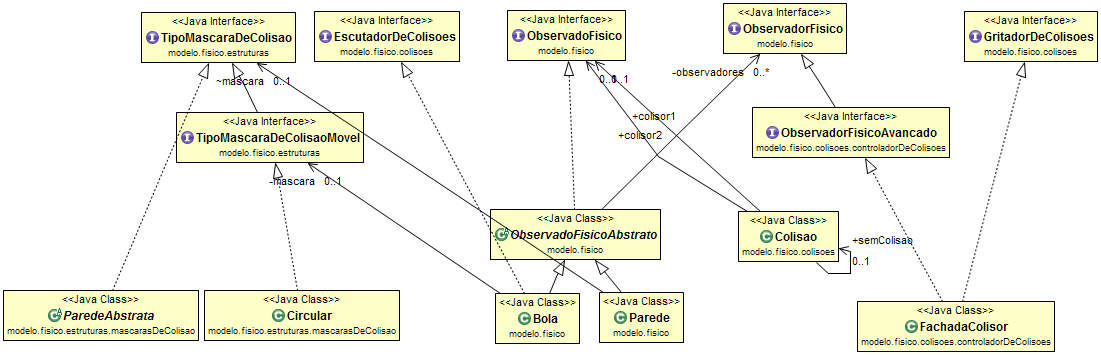 <<Java Interface>>
TipoMascaraDeColisao
modelo.fisico.estruturas
<<Java Interface>>
EscutadorDeColisoes
modelo.fisico.colisoes
<<Java Interface>>
ObservadoFisico
modelo.fisico
<<Java Interface>>
ObservadorFisico
modelo.fisico
<<Java Interface>>
GritadorDeColisoes
modelo.fisico.colisoes
~mascara 0..1
0..1
-observadores 0..*
<<Java Interface>>
TipoMascaraDeColisaoMovel
modelo.fisico.estruturas
+colisor1
+colisor2
<<Java Interface>>
ObservadorFisicoAvancado
modelo.fisico.colisoes.controladorDeColisoes
-mascara 0..1
<<Java Class>>
ObservadoFisicoAbstrato
modelo.fisico
<<Java Class>>
Colisao
modelo.fisico.colisoes
+semColisao
0..1
<<Java Class>>
ParedeAbstrata
modelo.fisico.estruturas.mascarasDeColisao
<<Java Class>>
Circular
modelo.fisico.estruturas.mascarasDeColisao
<<Java Class>>
Bola
modelo.fisico
<<Java Class>>
Parede
modelo.fisico
<<Java Class>>
FachadaColisor
modelo.fisico.colisoes.controladorDeColisoes